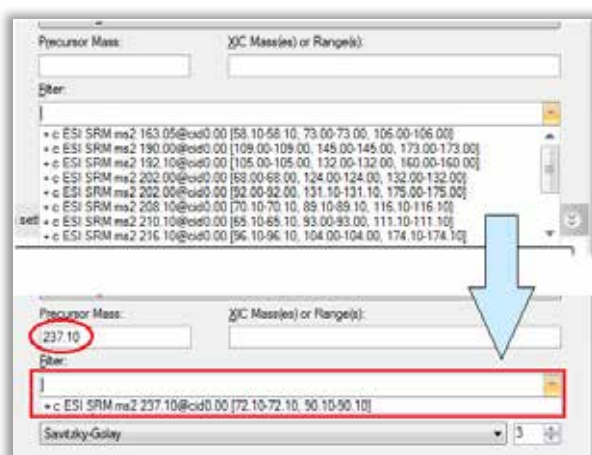 Precursor Mass: XIC Mass(es) or Range(s):
Filter:
+ c ESI SRM ms2 163.05@cid0.00 [58.10-58.10, 73.00-73.00, 106.00-106.00]
+ c ESI SRM ms2 190.00@cid0.00 [109.00-109.00, 145.00-145.00, 173.00-173.00]
+ c ESI SRM ms2 192.10@cid0.00 [105.00-105.00, 132.00-132.00, 160.00-160.00]
+ c ESI SRM ms2 202.00@cid0.00 [68.00-68.00, 124.00-124.00, 132.00-132.00]
+ c ESI SRM ms2 202.00@cid0.00 [92.00-92.00, 131.10-131.10, 175.00-175.00]
+ c ESI SRM ms2 208.10@cid0.00 [70.10-70.10, 89.10-89.10, 116.10-116.10]
set + c ESI SRM ms2 210.10@cid0.00 [65.10-65.10, 93.00-93.00, 111.10-111.10]
+ c ESI SRM ms2 216.10@cid0.00 [96.10-96.10, 104.00-104.00, 174.10-174.10]
Precursor Mass: XIC Mass(es) or Range(s):
237.10
Filter:
+ c ESI SRM ms2 237.10@cid0.00 [72.10-72.10, 90.10-90.10]
Savitzky-Golay 3